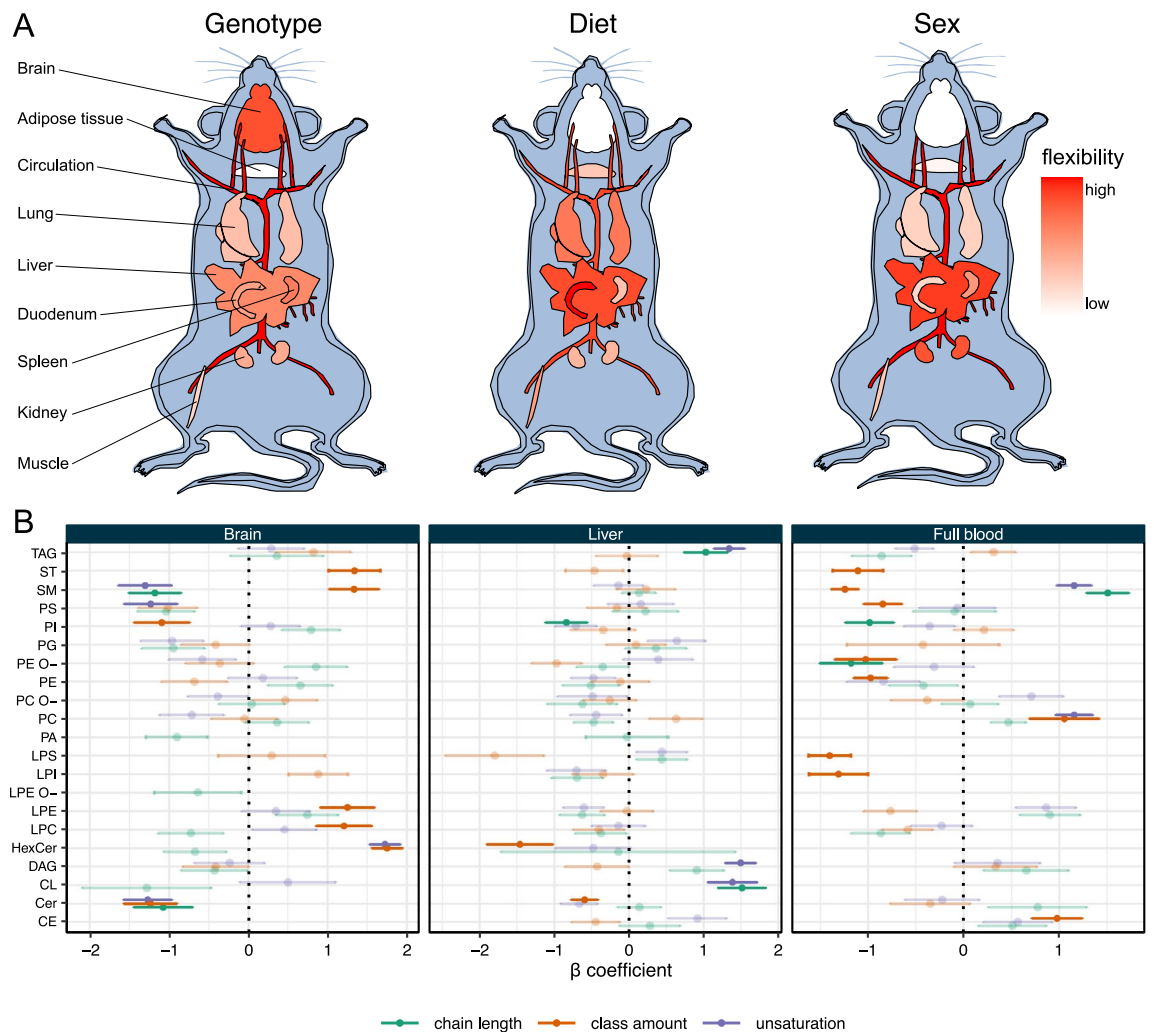 A
Genotype
Diet
Sex
Brain
Adipose tissue
Circulation
Lung
Liver
Duodenum
Spleen
Kidney
Muscle
flexibility
high
low
B
Brain
Liver
Full blood
TAG
ST
SM
PS
PI
PG
PE O−
PE
PC O−
PC
PA
LPS
LPI
LPE O−
LPE
LPC
HexCer
DAG
CL
Cer
CE
−2 −1 0 1 2
−2 −1 0 1 2
−1 0 1
β coefficient
chain length class amount unsaturation